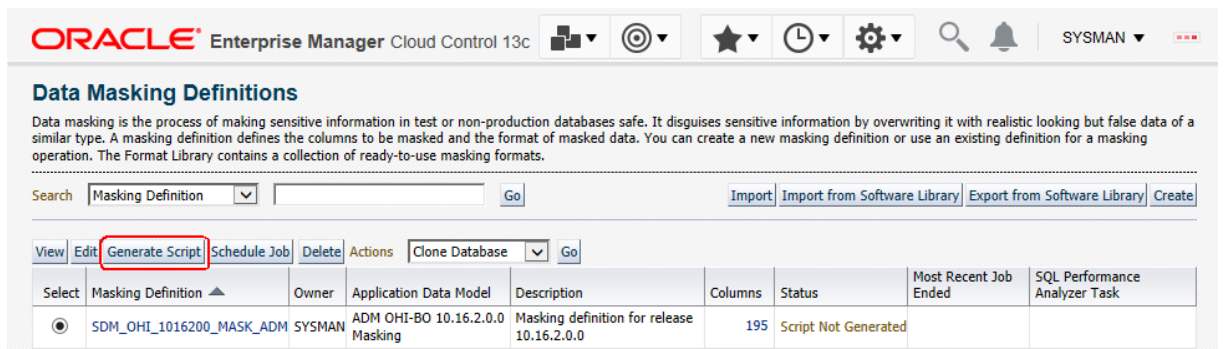 ORACLE® Enterprise Manager Cloud Control 13c SYSMAN
Data Masking Definitions
Data masking is the process of making sensitive information in test or non-production databases safe. It disguises sensitive information by overwriting it with realistic looking but false data of a
similar type. A masking definition defines the columns to be masked and the format of masked data. You can create a new masking definition or use an existing definition for a masking
operation. The Format Library contains a collection of ready-to-use masking formats.
Search Masking Definition Go Import Import from Software Library Export from Software Library Create
View Edit Generate Script Schedule Job Delete Actions Clone Database Go
Select Masking Definition Owner Application Data Model Description Columns Status Most Recent Job Ended SQL Performance Analyzer Task
SDM_OHI_1016200_MASK_ADM SYSMAN ADM OHI-BO 10.16.2.0.0 Masking Masking definition for release 10.16.2.0.0 195 Script Not Generated